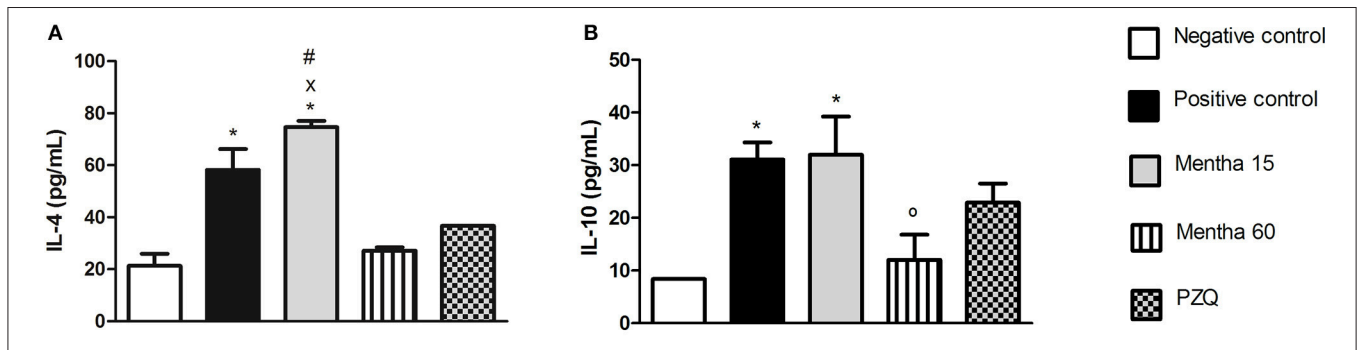 A
IL-4 (pg/mL)
100
80
60
40
20
0
*
#
x
*
B
IL-10 (pg/mL)
50
40
30
20
10
0
*
*
o
Negative control
Positive control
Mentha 15
Mentha 60
PZQ